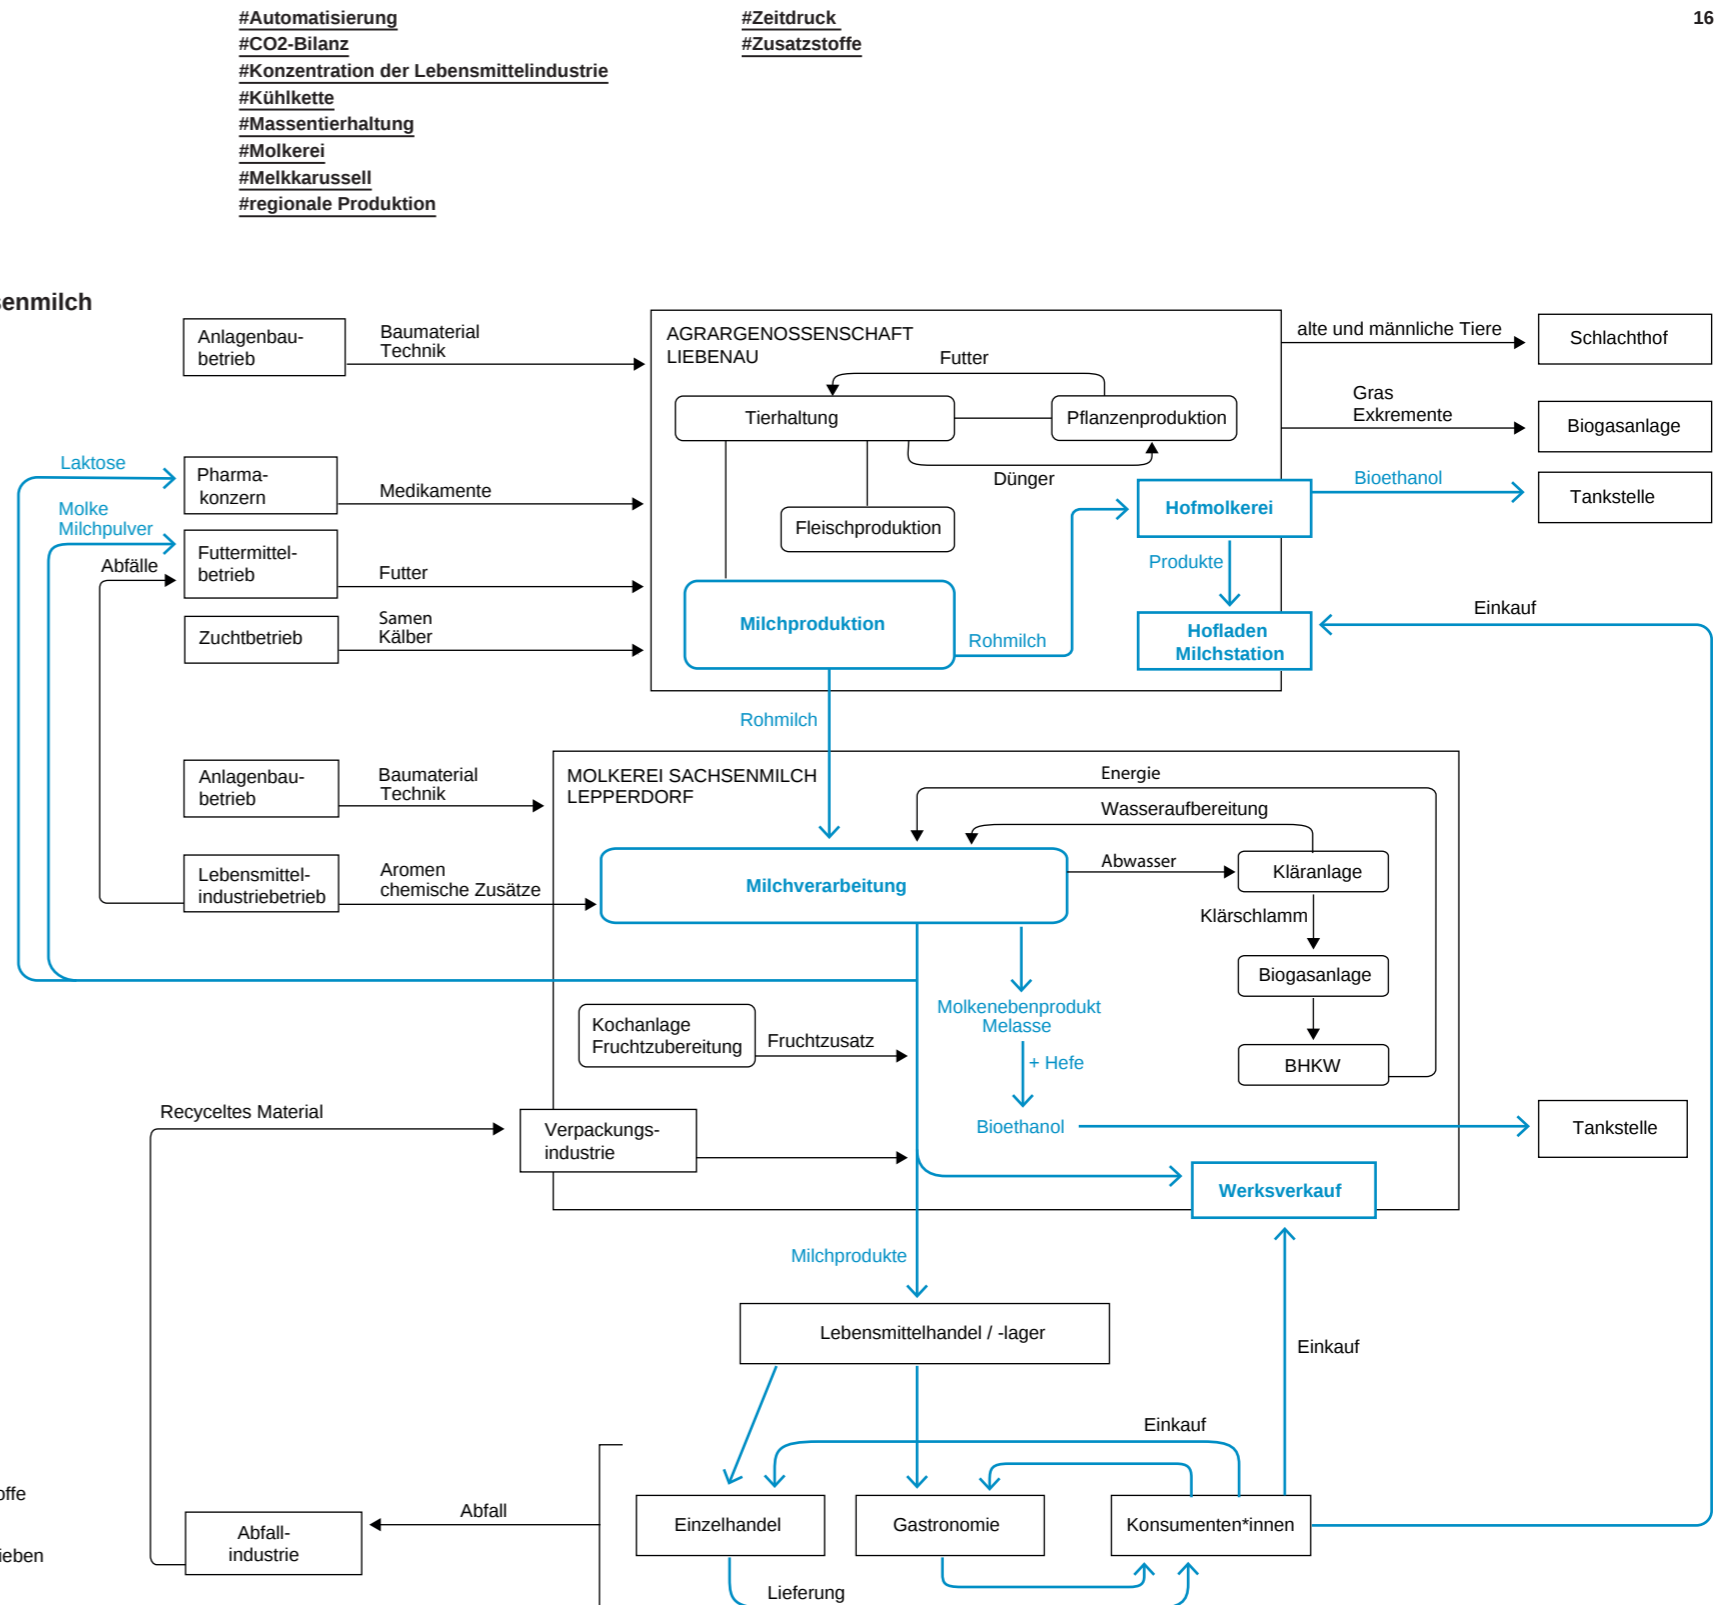 #Automatisierung
#CO2-Bilanz
#Konzentration der Lebensmittelindustrie
#Kühlkette
#Massentierhaltung
#Molkerei
#Melkkarussell
#regionale Produktion
#Zeitdruck
#Zusatzstoffe
16
senmilch
Anlagenbau-
betrieb
Baumaterial
Technik
AGRARGENOSSENSCHAFT
LIEBENAU
Futter
Tierhaltung
Pflanzenproduktion
Dünger
Fleischproduktion
alte und männliche Tiere
Schlachthof
Gras
Exkremente
Biogasanlage
Laktose
Pharma-
konzern
Medikamente
Hofmolkerei
Bioethanol
Tankstelle
Molke
Milchpulver
Abfälle
Futtermittel-
betrieb
Futter
Produkte
Zuchtbetrieb
Samen
Kälber
Milchproduktion
Rohmilch
Hofladen
Milchstation
Einkauf
Rohmilch
Anlagenbau-
betrieb
Baumaterial
Technik
MOLKEREI SACHSENMILCH
LEPPERDORF
Energie
Wasseraufbereitung
Lebensmittel-
industriebetrieb
Aromen
chemische Zusätze
Milchverarbeitung
Abwasser
Kläranlage
Klärschlamm
Biogasanlage
Molkenebenprodukt
Melasse
Kochanlage
Fruchtzubereitung
Fruchtzusatz
+ Hefe
BHKW
Recyceltes Material
Verpackungs-
industrie
Bioethanol
Tankstelle
Werksverkauf
Milchprodukte
Lebensmittelhandel / -lager
Einkauf
Einkauf
offe
ieben
Abfall-
industrie
Abfall
Einzelhandel
Gastronomie
Konsumenten*innen
Lieferung